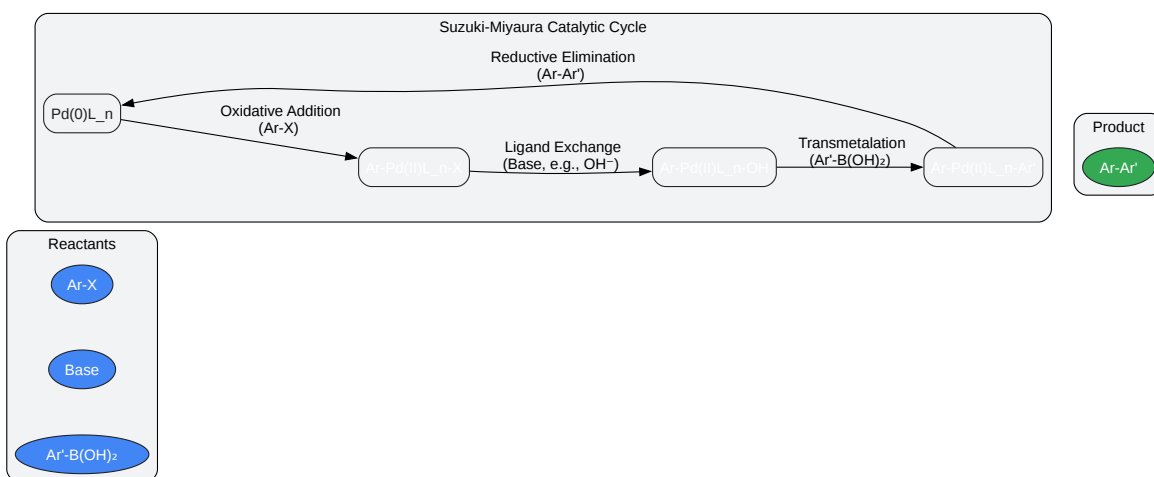 Suzuki-Miyaura Catalytic Cycle
Reductive Elimination
(Ar-Ar')
Pd(0)L_n
Oxidative Addition
(Ar-X)
Ar-Pd(II)L_n-X
Ligand Exchange
(Base, e.g., OH⁻)
Ar-Pd(II)L_n-OH
Transmetalation
(Ar'-B(OH)₂)
Ar-Pd(II)L_n-Ar'
Product
Ar-Ar'
Reactants
Ar-X
Base
Ar'-B(OH)₂